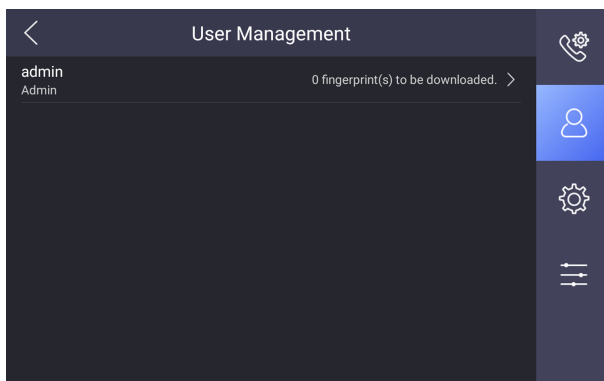 User Management
admin
0 fingerprint(s) to be downloaded.
Admin